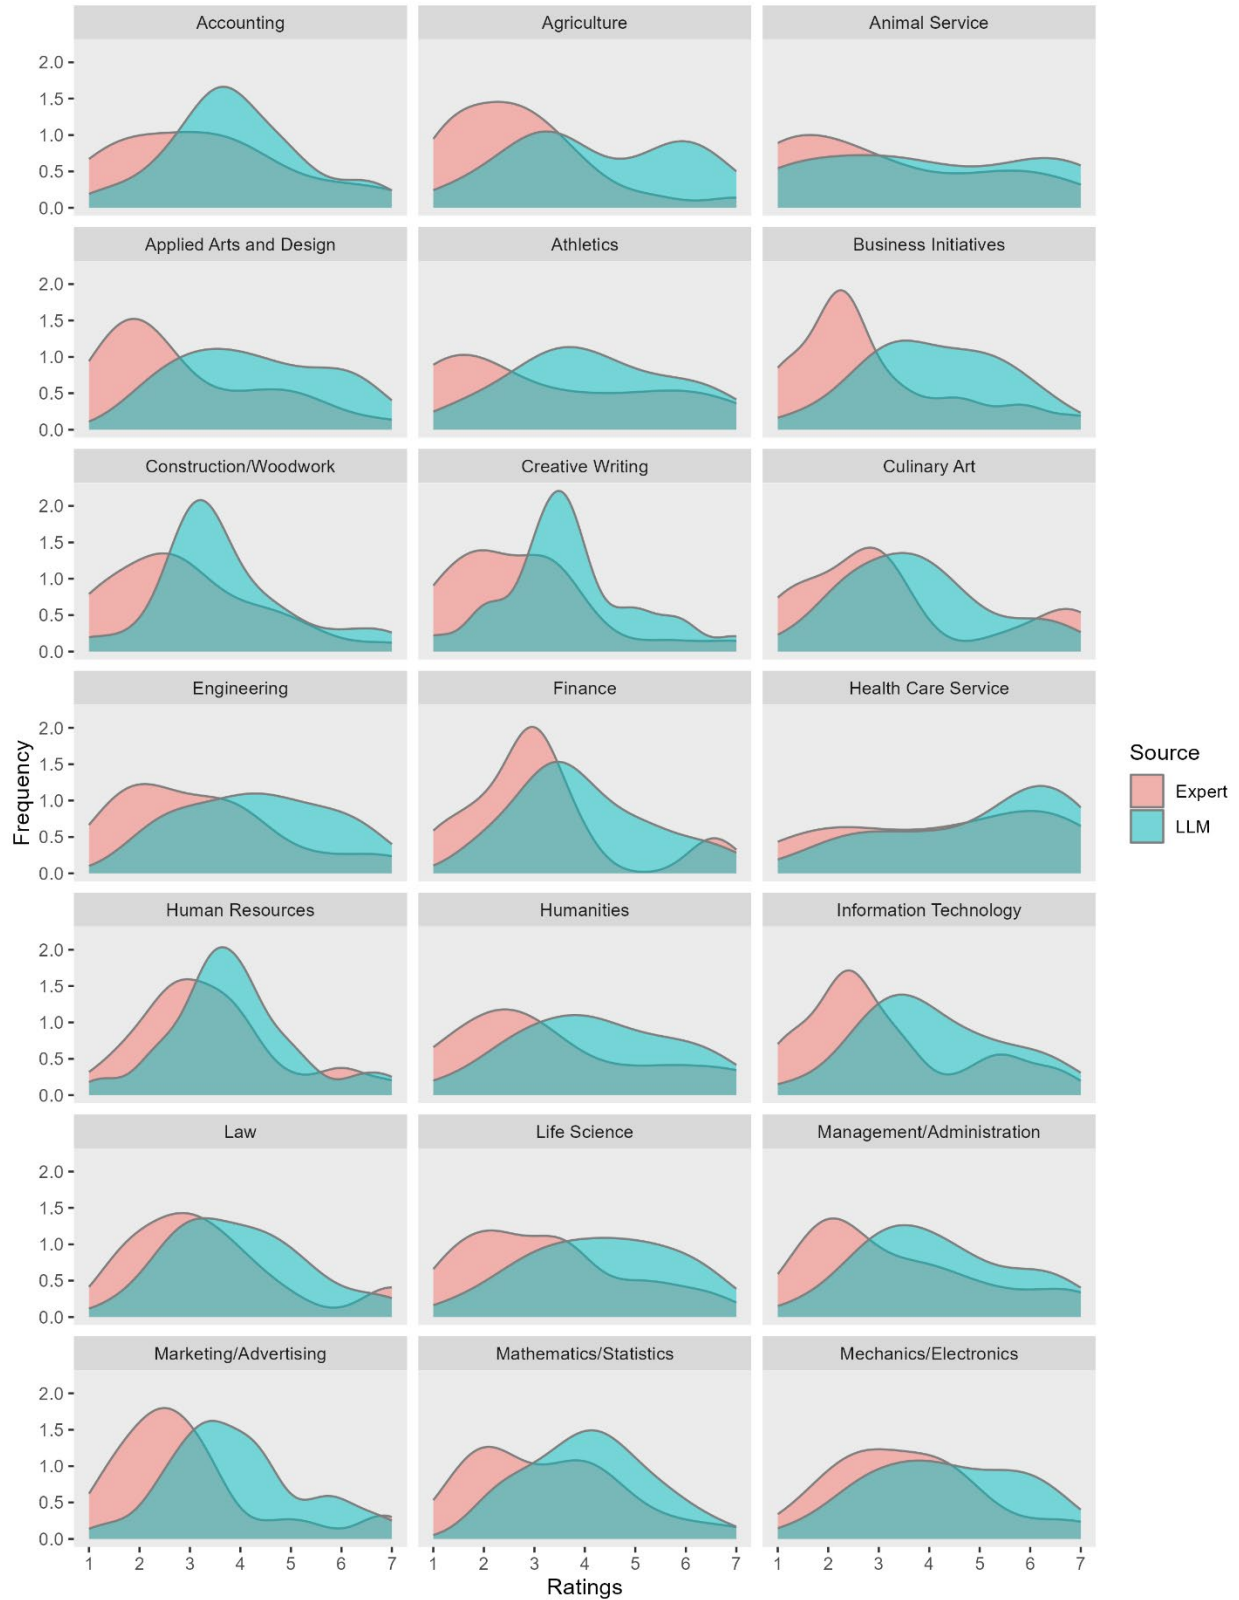 Accounting
Agriculture
Animal Service
2.0
1.5
1.0
0.5
0.0
Applied Arts and Design
Athletics
Business Initiatives
2.0
1.5
1.0
0.5
0.0
Construction/Woodwork
Creative Writing
Culinary Art
2.0
1.5
1.0
0.5
0.0
Engineering
Finance
Health Care Service
2.0
1.5
1.0
0.5
0.0
Human Resources
Humanities
Information Technology
2.0
1.5
1.0
0.5
0.0
Law
Life Science
Management/Administration
2.0
1.5
1.0
0.5
0.0
Marketing/Advertising
Mathematics/Statistics
Mechanics/Electronics
2.0
1.5
1.0
0.5
0.0
1 2 3 4 5 6 7
1 2 3 4 5 6 7
1 2 3 4 5 6 7
Ratings
Frequency
Source
Expert
LLM